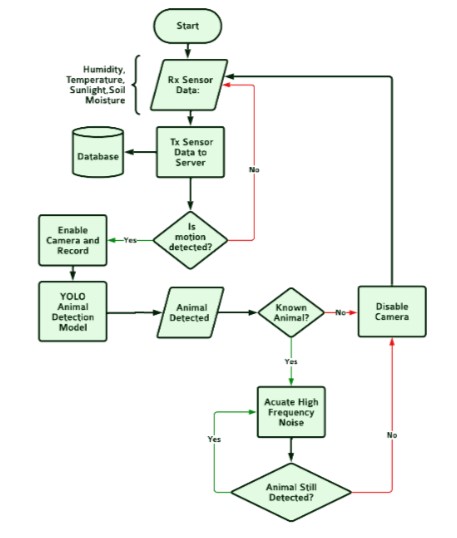 Start
Humidity,
Temperature,
Sunlight,Soil
Moisture
Rx Sensor
Data:
Tx Sensor
Data to
Server
Database
No
Is
motion
detected?
Yes
Enable
Camera and
Record
YOLO
Animal
Detection
Model
Animal
Detected
Known
Animal?
No
Disable
Camera
Yes
Acuate High
Frequency
Noise
Yes
No
Animal Still
Detected?